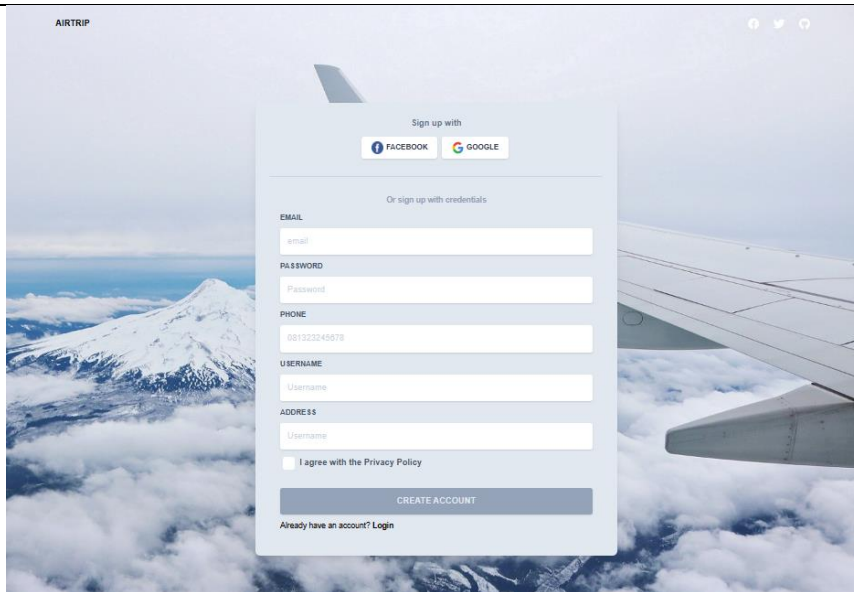 AIRTRIP
Sign up with
FACEBOOK GOOGLE
Or sign up with credentials
EMAIL
email
PASSWORD
Password
PHONE
081323245678
USERNAME
Username
ADDRESS
Username
I agree with the Privacy Policy
CREATE ACCOUNT
Already have an account? Login